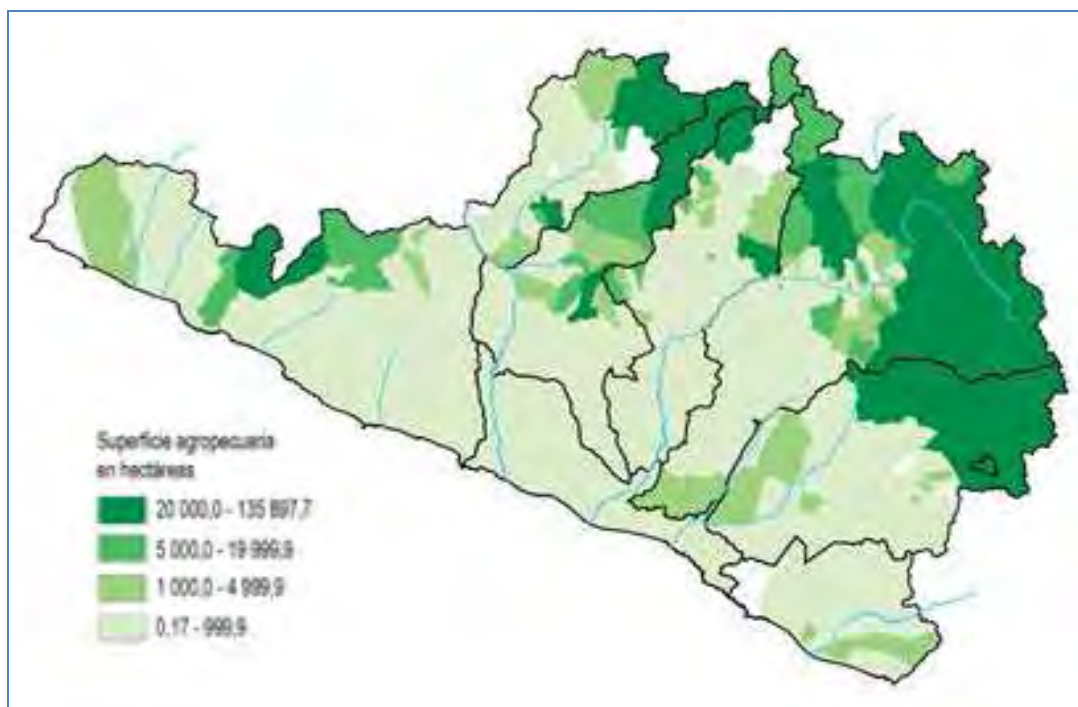 Superficie agropecuaria
en hectáreas
20 000,0 - 135 897,7
5 000,0 - 19 999,9
1 000,0 - 4 999,9
0,17 - 999,9